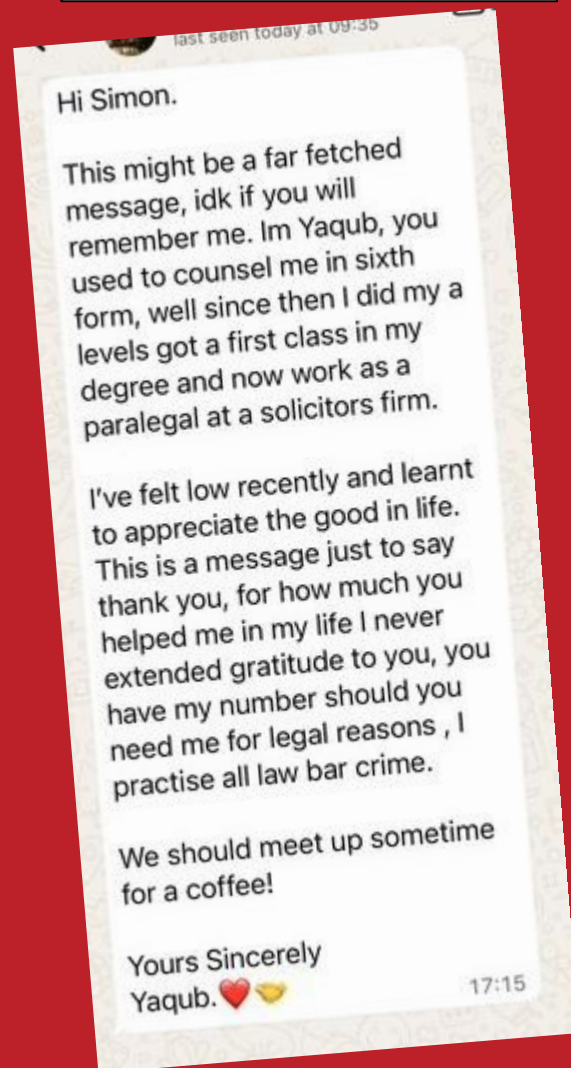 last seen today at 09:35
Hi Simon.
This might be a far fetched
message, idk if you will
remember me. Im Yaqub, you
used to counsel me in sixth
form, well since then I did my a
levels got a first class in my
degree and now work as a
paralegal at a solicitors firm.
I've felt low recently and learnt
to appreciate the good in life.
This is a message just to say
thank you, for how much you
helped me in my life I never
extended gratitude to you, you
have my number should you
need me for legal reasons , I
practise all law bar crime.
We should meet up sometime
for a coffee!
Yours Sincerely
Yaqub.❤️🤝
17:15